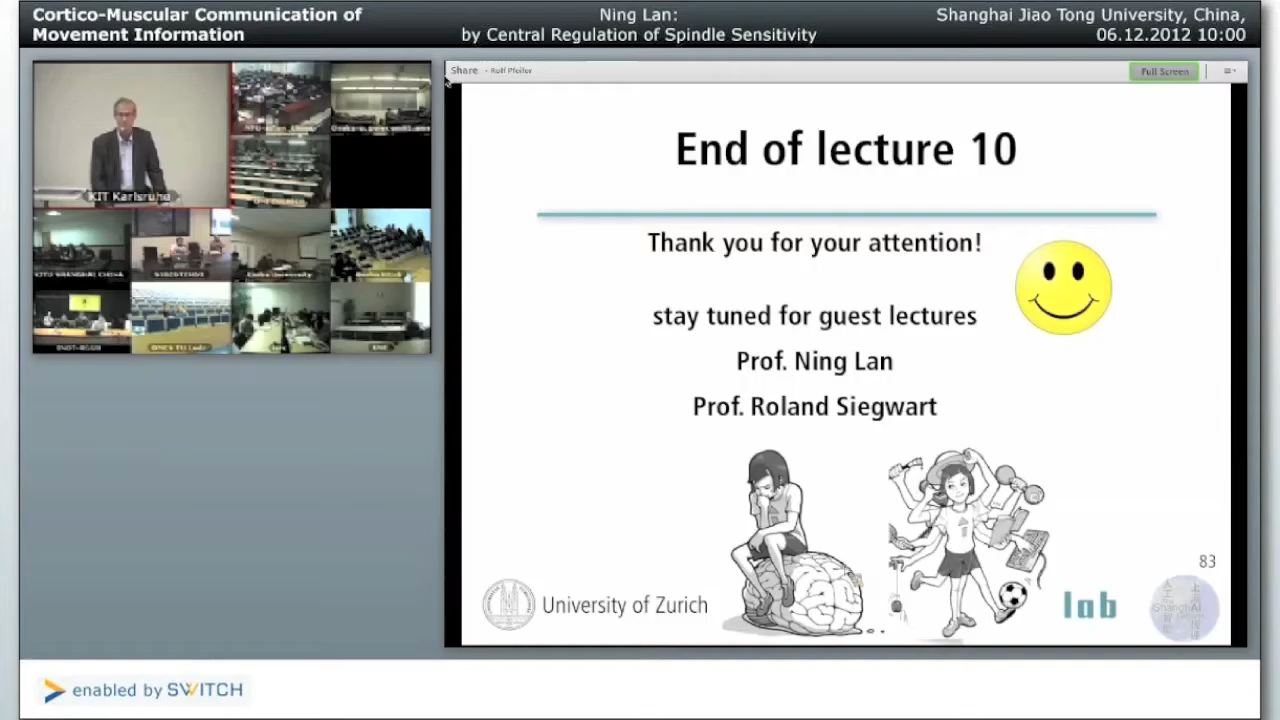 Cortico-Muscular Communication of
Movement Information
Ning Lan:
by Central Regulation of Spindle Sensitivity
Shanghai Jiao Tong University, China,
06.12.2012 10:00
Share - Rolf Pfeifer
Full Screen
KIT Karlsruhe
End of lecture 10
Thank you for your attention!
stay tuned for guest lectures
Prof. Ning Lan
Prof. Roland Siegwart
83
University of Zurich
lab
enabled by SWITCH